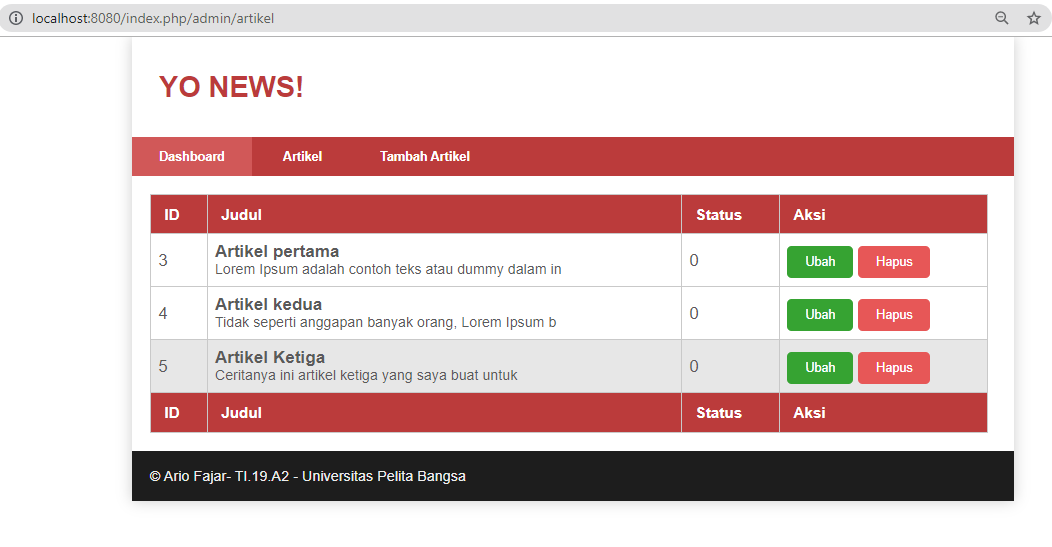 localhost:8080/index.php/admin/artikel
YO NEWS!
Dashboard Artikel Tambah Artikel
ID Judul Status Aksi
3 Artikel pertama 0 Ubah Hapus
Lorem Ipsum adalah contoh teks atau dummy dalam in
4 Artikel kedua 0 Ubah Hapus
Tidak seperti anggapan banyak orang, Lorem Ipsum b
5 Artikel Ketiga 0 Ubah Hapus
Ceritanya ini artikel ketiga yang saya buat untuk
ID Judul Status Aksi
© Ario Fajar- TI.19.A2 - Universitas Pelita Bangsa